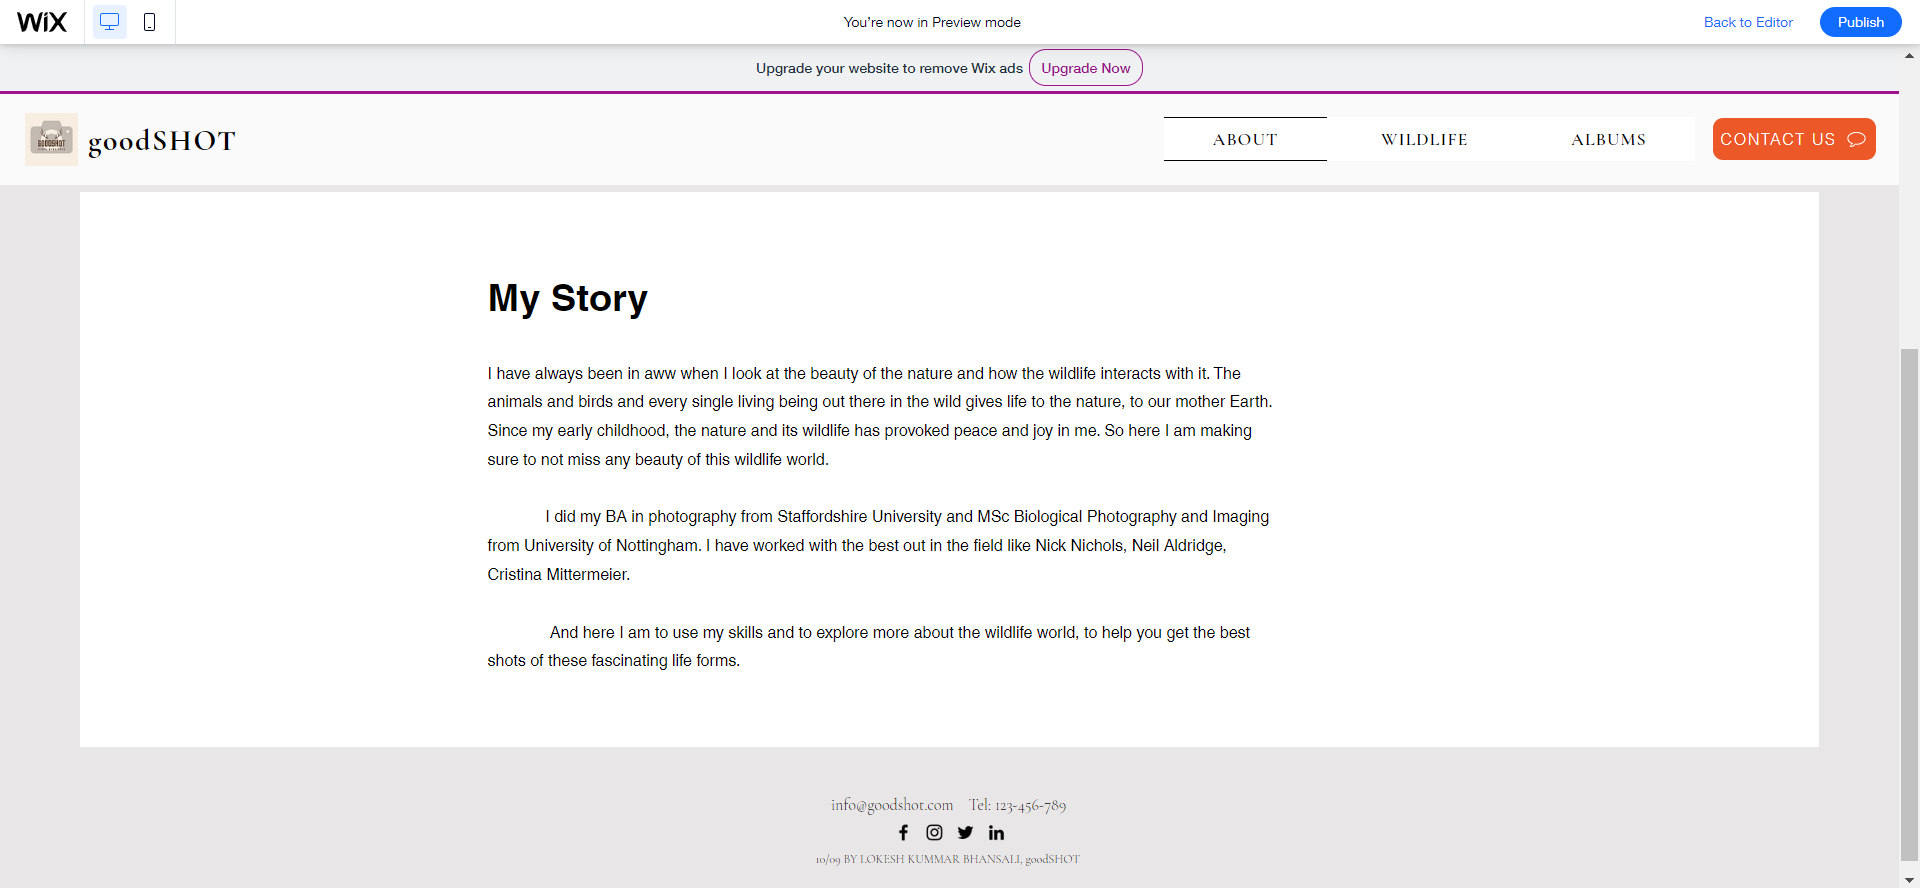 WiX
You're now in Preview mode
Back to Editor
Publish
Upgrade your website to remove Wix ads
Upgrade Now
GOODSHOT
goodSHOT
ABOUT
WILDLIFE
ALBUMS
CONTACT US
My Story
I have always been in aww when I look at the beauty of the nature and how the wildlife interacts with it. The
animals and birds and every single living being out there in the wild gives life to the nature, to our mother Earth.
Since my early childhood, the nature and its wildlife has provoked peace and joy in me. So here I am making
sure to not miss any beauty of this wildlife world.
I did my BA in photography from Staffordshire University and MSc Biological Photography and Imaging
from University of Nottingham. I have worked with the best out in the field like Nick Nichols, Neil Aldridge,
Cristina Mittermeier.
And here I am to use my skills and to explore more about the wildlife world, to help you get the best
shots of these fascinating life forms.
info@goodshot.com Tel: 123-456-789
10/09 BY LOKESH KUMMAR BHANSALI, goodSHOT